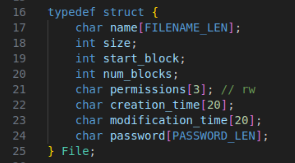 16 typedef struct {
17 char name[FILENAME_LEN];
18 int size;
19 int start_block;
20 int num_blocks;
21 char permissions[3]; // rw
22 char creation_time[20];
23 char modification_time[20];
24 char password[PASSWORD_LEN];
25 } File;